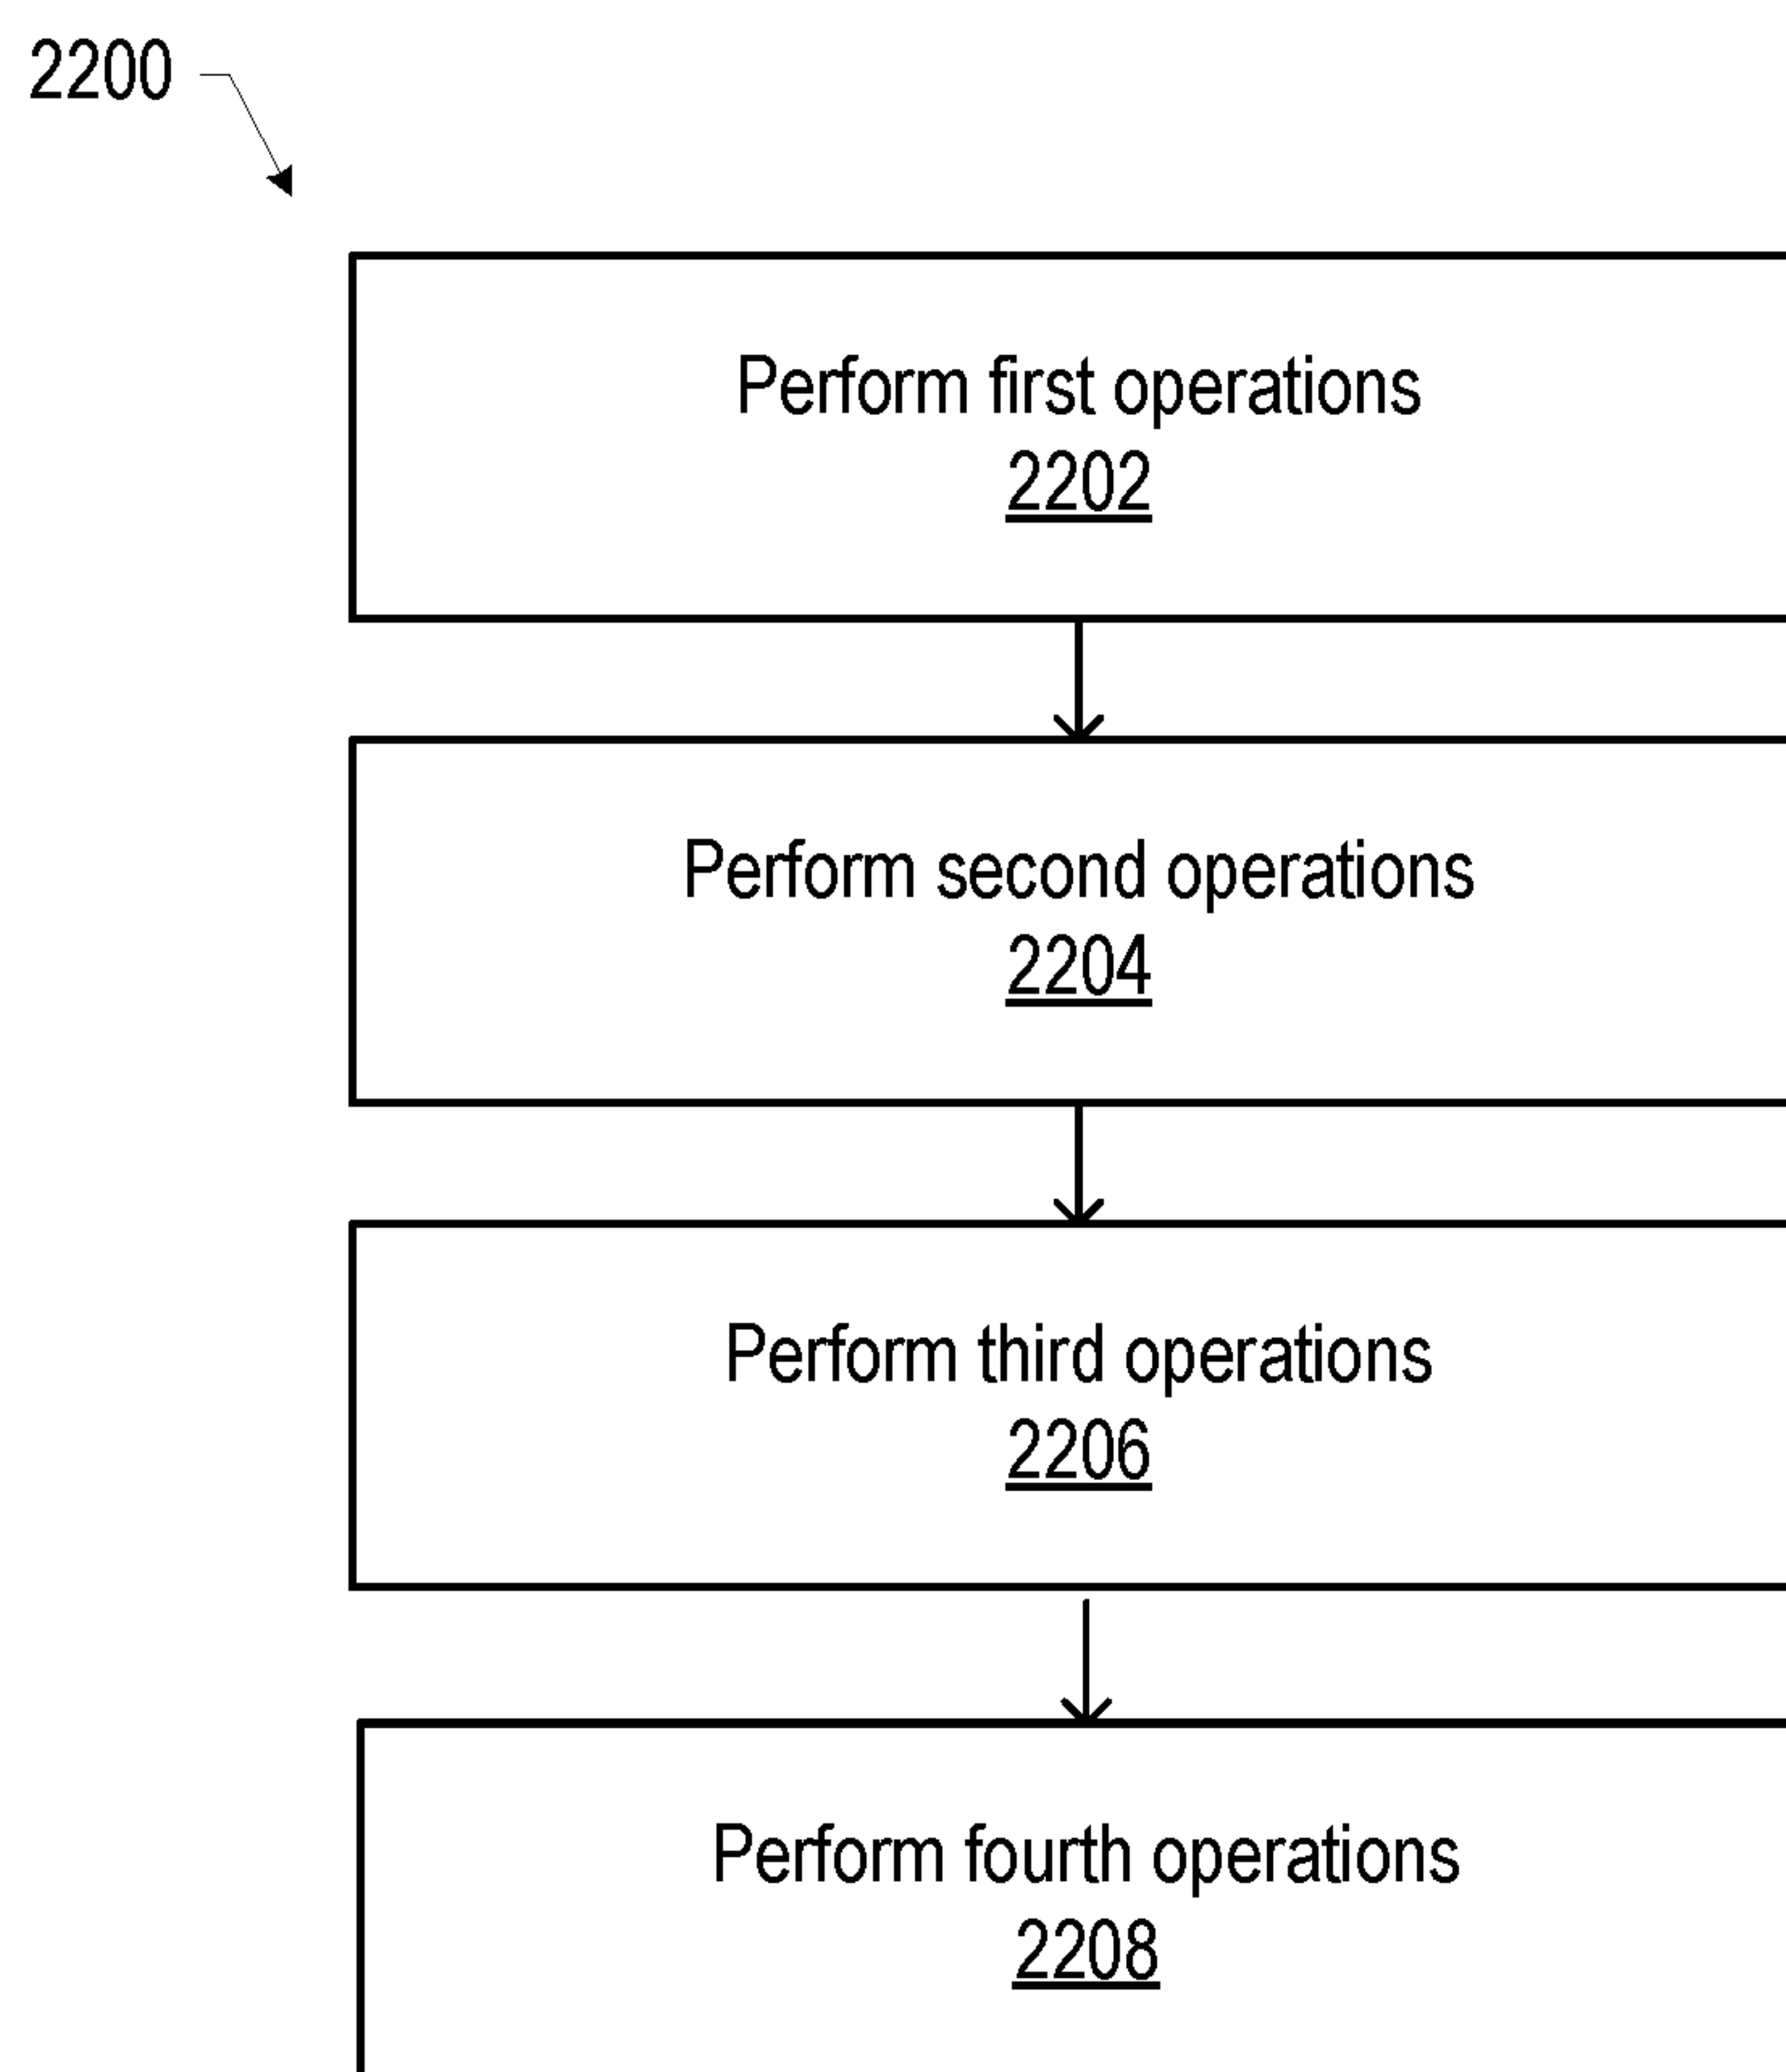 2200
Perform first operations
2202
Perform second operations
2204
Perform third operations
2206
Perform fourth operations
2208